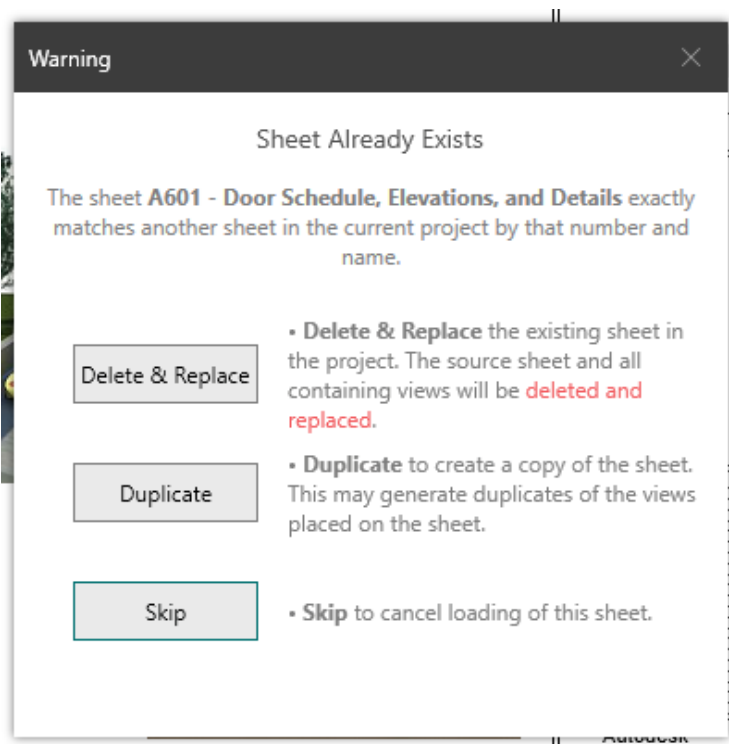 Warning
Sheet Already Exists
The sheet A601 - Door Schedule, Elevations, and Details exactly
matches another sheet in the current project by that number and
name.
Delete & Replace
• Delete & Replace the existing sheet in
the project. The source sheet and all
containing views will be deleted and
replaced.
Duplicate
• Duplicate to create a copy of the sheet.
This may generate duplicates of the views
placed on the sheet.
Skip
• Skip to cancel loading of this sheet.
Autodesk